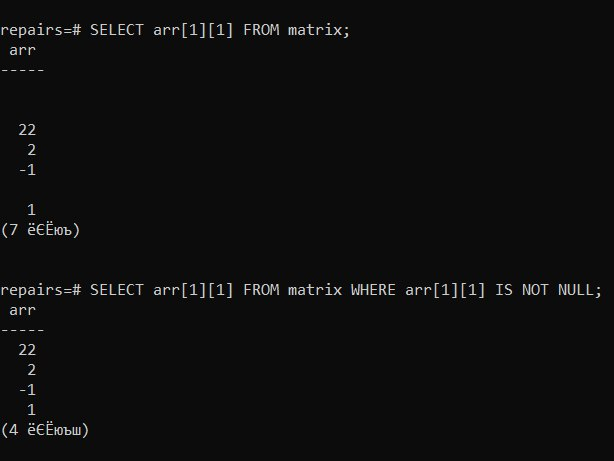 repairs=# SELECT arr[1][1] FROM matrix;
arr
-----
22
2
-1
1
(7 ёЄЁюъ)
repairs=# SELECT arr[1][1] FROM matrix WHERE arr[1][1] IS NOT NULL;
arr
-----
22
2
-1
1
(4 ёЄЁюъш)